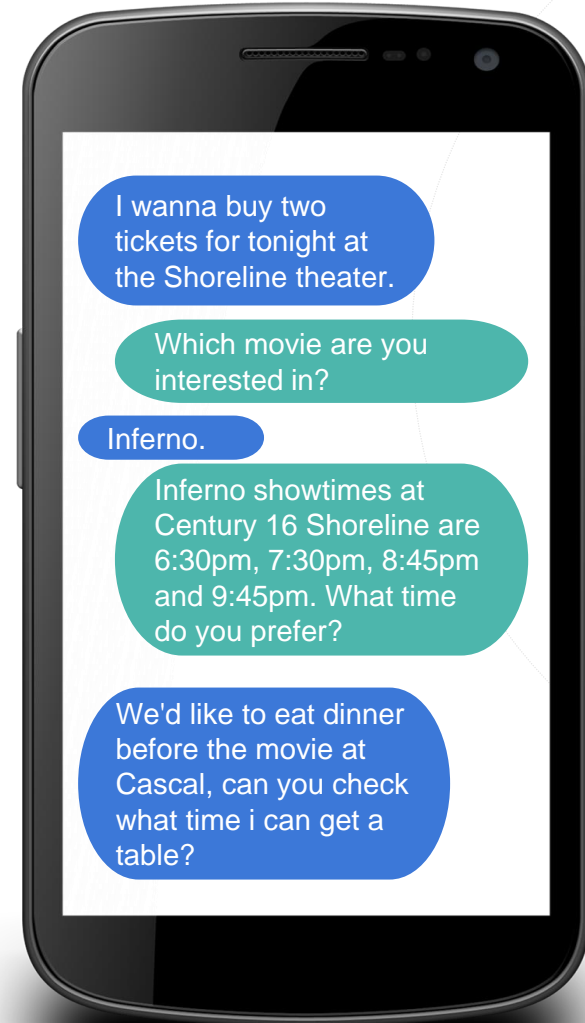 I wanna buy two
tickets for tonight at
the Shoreline theater.
Which movie are you
interested in?
Inferno.
Inferno showtimes at
Century 16 Shoreline are
6:30pm, 7:30pm, 8:45pm
and 9:45pm. What time
do you prefer?
We'd like to eat dinner
before the movie at
Cascal, can you check
what time i can get a
table?